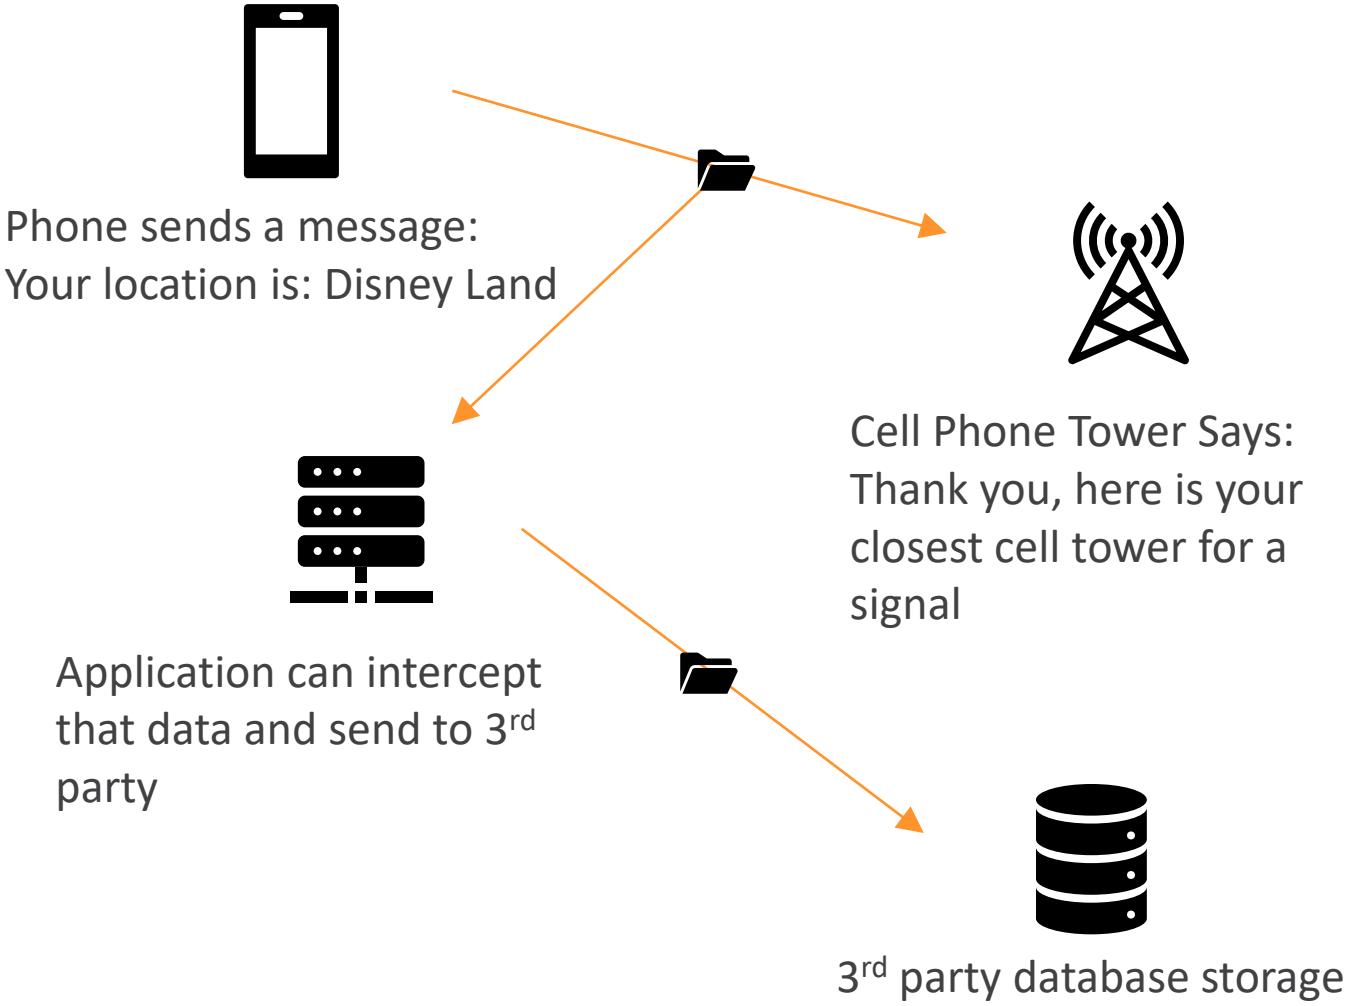 Phone sends a message:
Your location is: Disney Land
Cell Phone Tower Says:
Thank you, here is your
closest cell tower for a
signal
Application can intercept
that data and send to 3rd
party
3rd party database storage